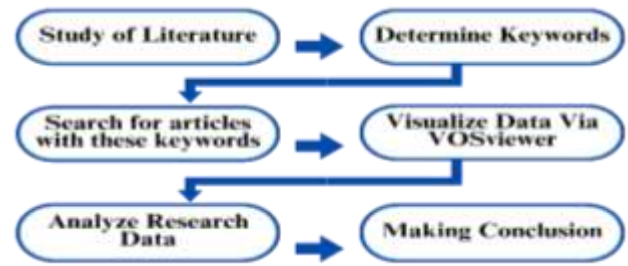 Study of Literature
Determine Keywords
Search for articles
with these keywords
Visualize Data Via
VOSviewer
Analyze Research
Data
Making Conclusion